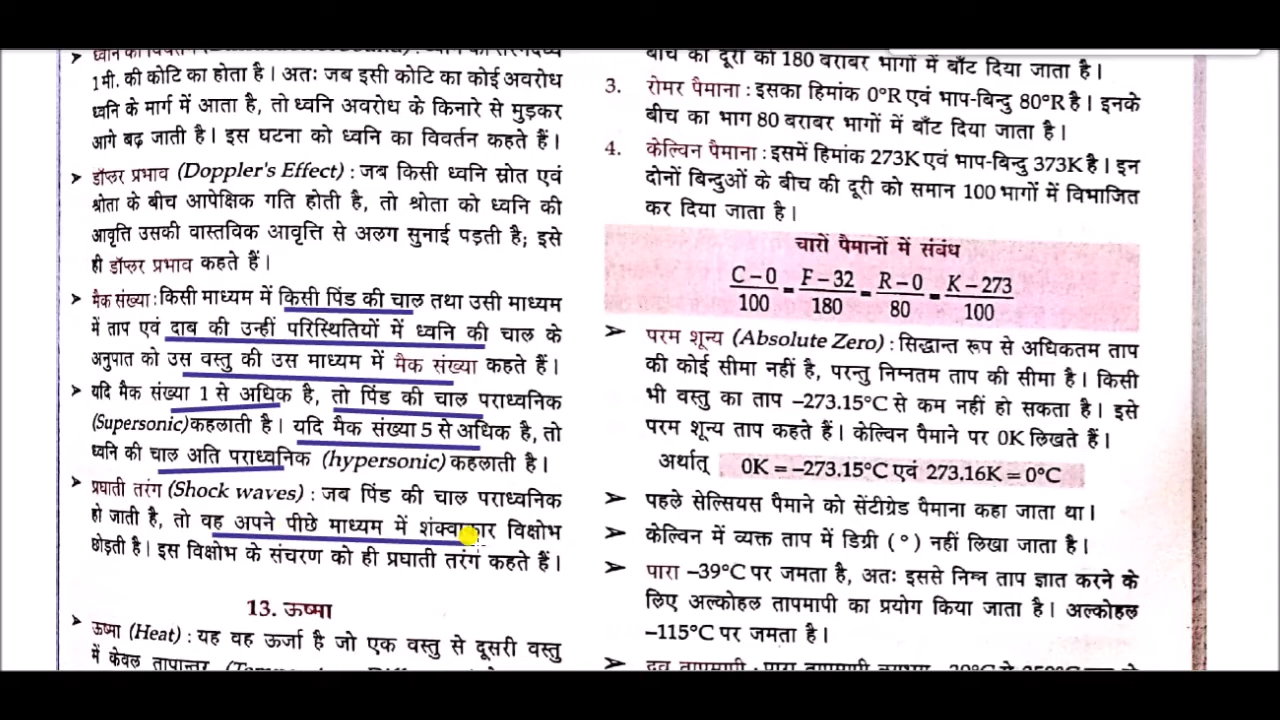 1 मी. की कोटि का होता है। अतः जब इसी कोटि का कोई अवरोध
ध्वनि के मार्ग में आता है, तो ध्वनि अवरोध के किनारे से मुड़कर
आगे बढ़ जाती है। इस घटना को ध्वनि का विवर्तन कहते हैं।
➤ डॉप्लर प्रभाव (Doppler's Effect) : जब किसी ध्वनि स्रोत एवं
श्रोता के बीच आपेक्षिक गति होती है, तो श्रोता को ध्वनि की
आवृत्ति उसकी वास्तविक आवृत्ति से अलग सुनाई पड़ती है; इसे
ही डॉप्लर प्रभाव कहते हैं।
➤ मैक संख्या : किसी माध्यम में किसी पिंड की चाल तथा उसी माध्यम
में ताप एवं दाब की उन्हीं परिस्थितियों में ध्वनि की चाल के
अनुपात को उस वस्तु की उस माध्यम में मैक संख्या कहते हैं।
➤ यदि मैक संख्या 1 से अधिक है, तो पिंड की चाल पराध्वनिक
(Supersonic) कहलाती है। यदि मैक संख्या 5 से अधिक है, तो
ध्वनि की चाल अति पराध्वनिक (hypersonic) कहलाती है।
➤ प्रघाती तरंग (Shock waves) : जब पिंड की चाल पराध्वनिक
हो जाती है, तो वह अपने पीछे माध्यम में शंक्वाकार विक्षोभ
छोड़ती है। इस विक्षोभ के संचरण को ही प्रघाती तरंग कहते हैं।
13. ऊष्मा
➤ ऊष्मा (Heat) : यह वह ऊर्जा है जो एक वस्तु से दूसरी वस्तु
में केवल तापान्तर
बीच की दूरी को 180 बराबर भागों में बाँट दिया जाता है।
3. रोमर पैमाना : इसका हिमांक 0°R एवं भाप-बिन्दु 80°R है। इनके
बीच का भाग 80 बराबर भागों में बाँट दिया जाता है।
4. केल्विन पैमाना : इसमें हिमांक 273K एवं भाप-बिन्दु 373K है। इन
दोनों बिन्दुओं के बीच की दूरी को समान 100 भागों में विभाजित
कर दिया जाता है।
चारों पैमानों में संबंध
C – 0 / 100 = F – 32 / 180 = R – 0 / 80 = K – 273 / 100
➤ परम शून्य (Absolute Zero) : सिद्धान्त रूप से अधिकतम ताप
की कोई सीमा नहीं है, परन्तु निम्नतम ताप की सीमा है। किसी
भी वस्तु का ताप –273.15°C से कम नहीं हो सकता है। इसे
परम शून्य ताप कहते हैं। केल्विन पैमाने पर 0K लिखते हैं।
अर्थात् 0K = –273.15°C एवं 273.16K = 0°C
➤ पहले सेल्सियस पैमाने को सेंटीग्रेड पैमाना कहा जाता था।
➤ केल्विन में व्यक्त ताप में डिग्री ( ° ) नहीं लिखा जाता है।
➤ पारा –39°C पर जमता है, अतः इससे निम्न ताप ज्ञात करने के
लिए अल्कोहल तापमापी का प्रयोग किया जाता है। अल्कोहल
–115°C पर जमता है।